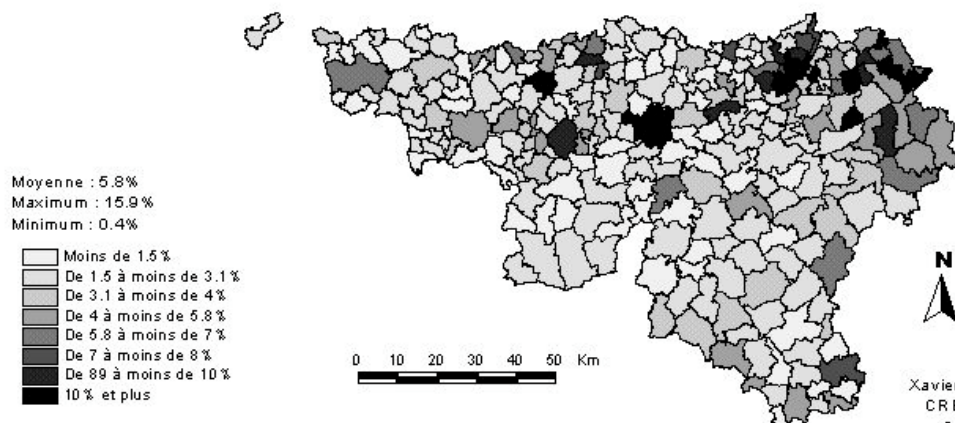 Moyenne : 5.8%
Maximum : 15.9%
Minimum : 0.4%
Moins de 1.5%
De 1.5 à moins de 3.1%
De 3.1 à moins de 4%
De 4 à moins de 5.8%
De 5.8 à moins de 7%
De 7 à moins de 8%
De 89 à moins de 10%
10% et plus
0 10 20 30 40 50 Km
N
Xavier